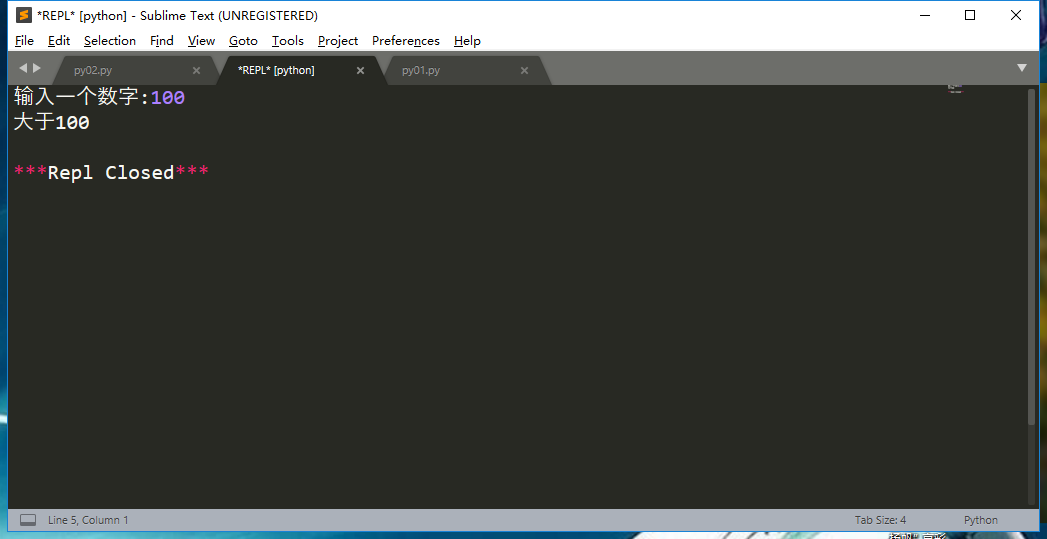 *REPL* [python] - Sublime Text (UNREGISTERED)
File Edit Selection Find View Goto Tools Project Preferences Help
py02.py × *REPL* [python] × py01.py ×
输入一个数字:100
大于100
***Repl Closed***
Line 5, Column 1 Tab Size: 4 Python